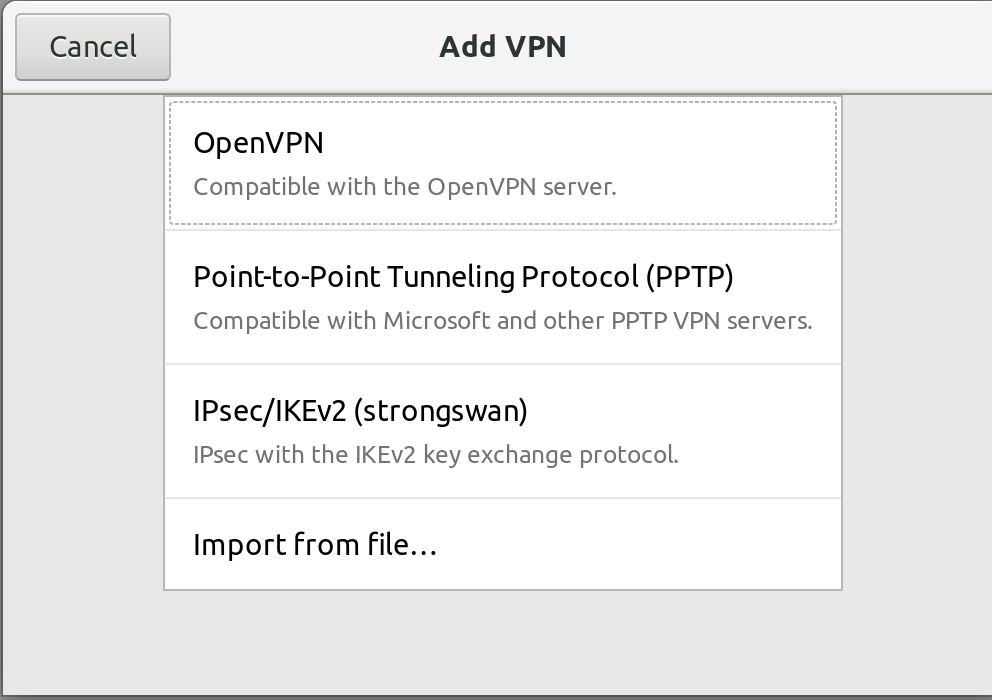 Cancel
Add VPN
OpenVPN
Compatible with the OpenVPN server.
Point-to-Point Tunneling Protocol (PPTP)
Compatible with Microsoft and other PPTP VPN servers.
IPsec/IKEv2 (strongswan)
IPsec with the IKEv2 key exchange protocol.
Import from file…